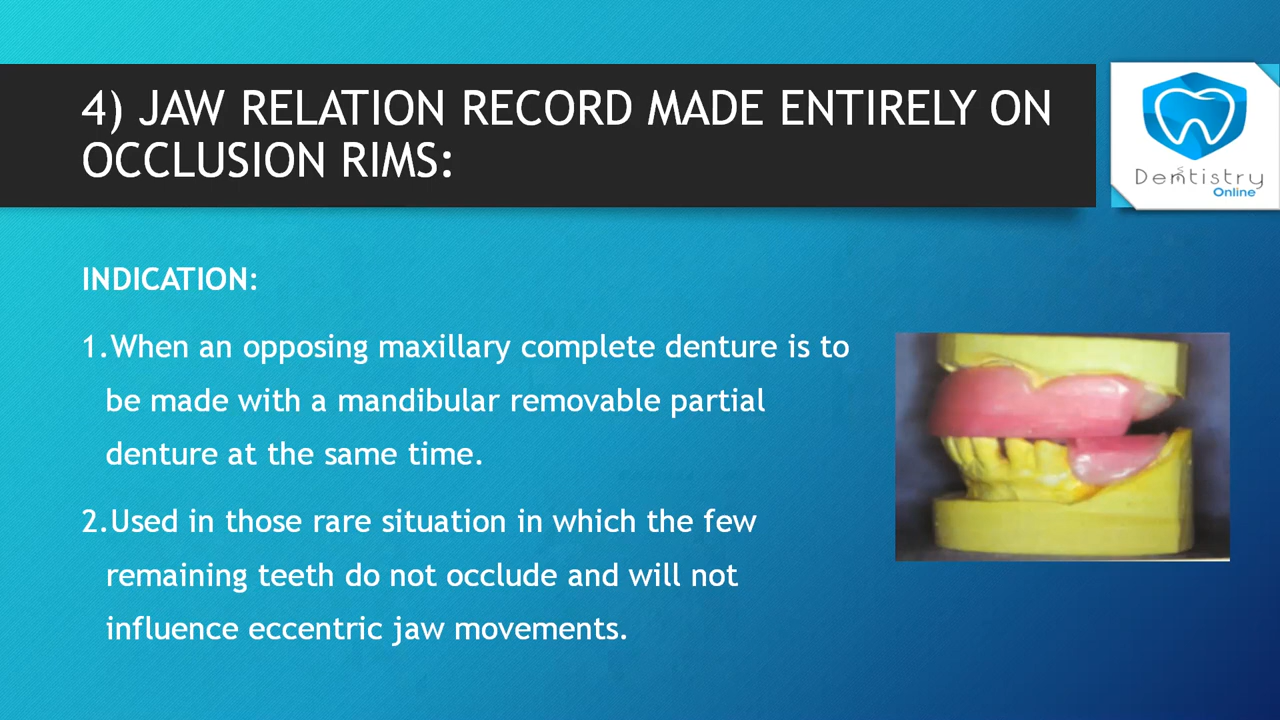 4) JAW RELATION RECORD MADE ENTIRELY ON
OCCLUSION RIMS:
Dentistry
Online
INDICATION:
1.When an opposing maxillary complete denture is to
be made with a mandibular removable partial
denture at the same time.
2.Used in those rare situation in which the few
remaining teeth do not occlude and will not
influence eccentric jaw movements.